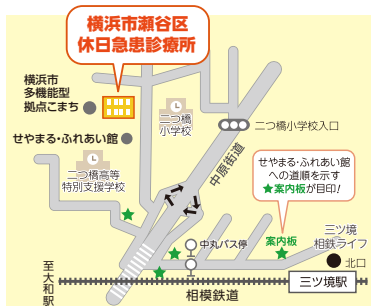 横浜市瀬谷区
休日急患診療所
横浜市
多機能型
拠点こまち
二つ橋
小学校
二つ橋小学校入口
せやまる・ふれあい館
中原街道
二つ橋高等
特別支援学校
せやまる・ふれあい館
への道順を示す
★案内板が目印!
中丸バス停
案内板
三ツ境
相鉄ライフ
北口
至大和駅
三ツ境駅
相模鉄道